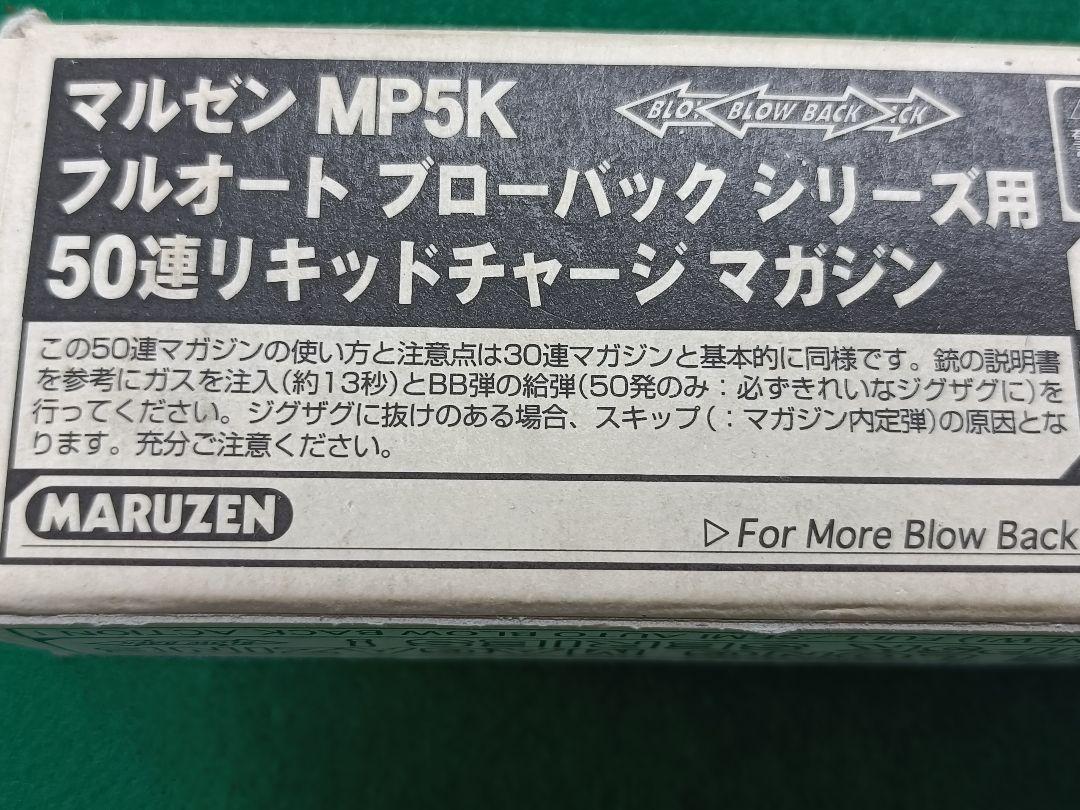 マルゼン MP5K
BLOW BACK
フルオート ブローバック シリーズ用
50連リキッドチャージ マガジン
この50連マガジンの使い方と注意点は30連マガジンと基本的に同様です。銃の説明書
を参考にガスを注入(約13秒)とBB弾の給弾(50発のみ：必ずきれいなジグザグに)を
行ってください。ジグザグに抜けのある場合、スキップ(：マガジン内定弾)の原因とな
ります。充分ご注意ください。
MARUZEN
▷For More Blow Back